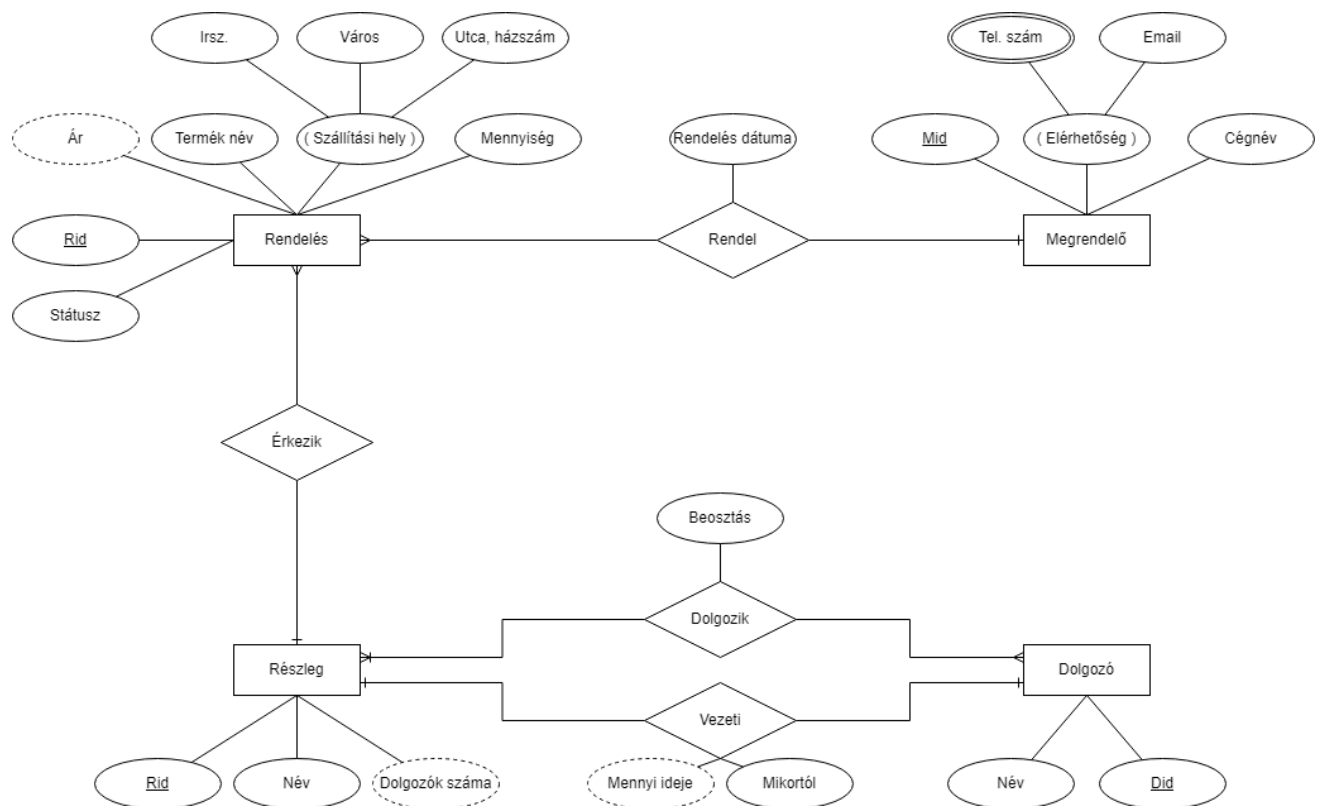 Irsz.
Város
Utca, házszám
Tel. szám
Email
Ár
Termék név
( Szállítási hely )
Mennyiség
Rendelés dátuma
Mid
( Elérhetőség )
Cégnév
Rid
Rendelés
Rendel
Megrendelő
Státusz
Érkezik
Beosztás
Dolgozik
Részleg
Dolgozó
Vezeti
Rid
Név
Dolgozók száma
Mennyi ideje
Mikortól
Név
Did